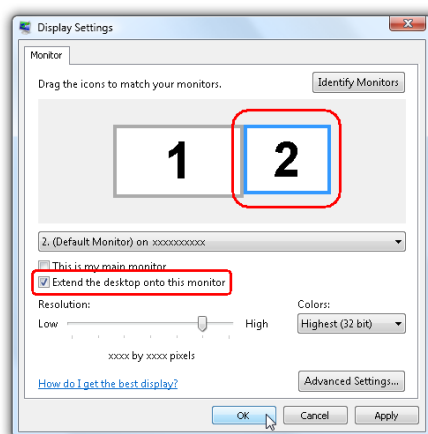 Display Settings
Monitor
Drag the icons to match your monitors.
Identify Monitors
1
2
2. (Default Monitor) on xxxxxxxxxx
This is my main monitor
Extend the desktop onto this monitor
Resolution:
Colors:
Low
High
Highest (32 bit)
xxxx by xxxx pixels
How do I get the best display?
Advanced Settings...
OK
Cancel
Apply